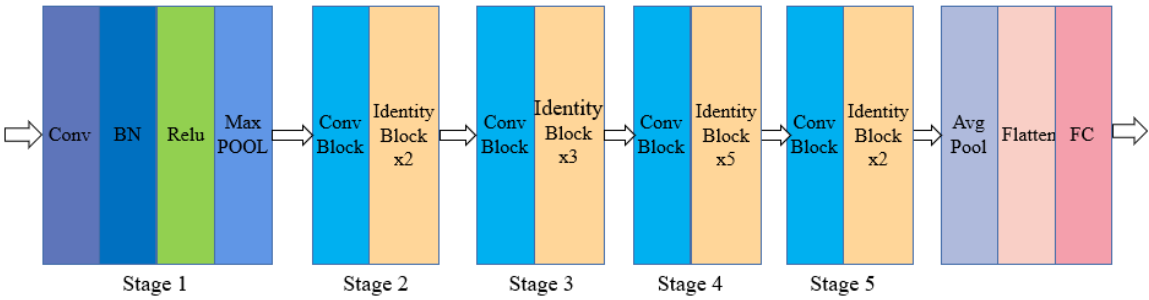 Conv
BN
Relu
Max
POOL
Conv
Block
Identity
Block
x2
Conv
Block
Identity
Block
x3
Conv
Block
Identity
Block
x5
Conv
Block
Identity
Block
x2
Avg
Pool
Flatten
FC
Stage 1
Stage 2
Stage 3
Stage 4
Stage 5